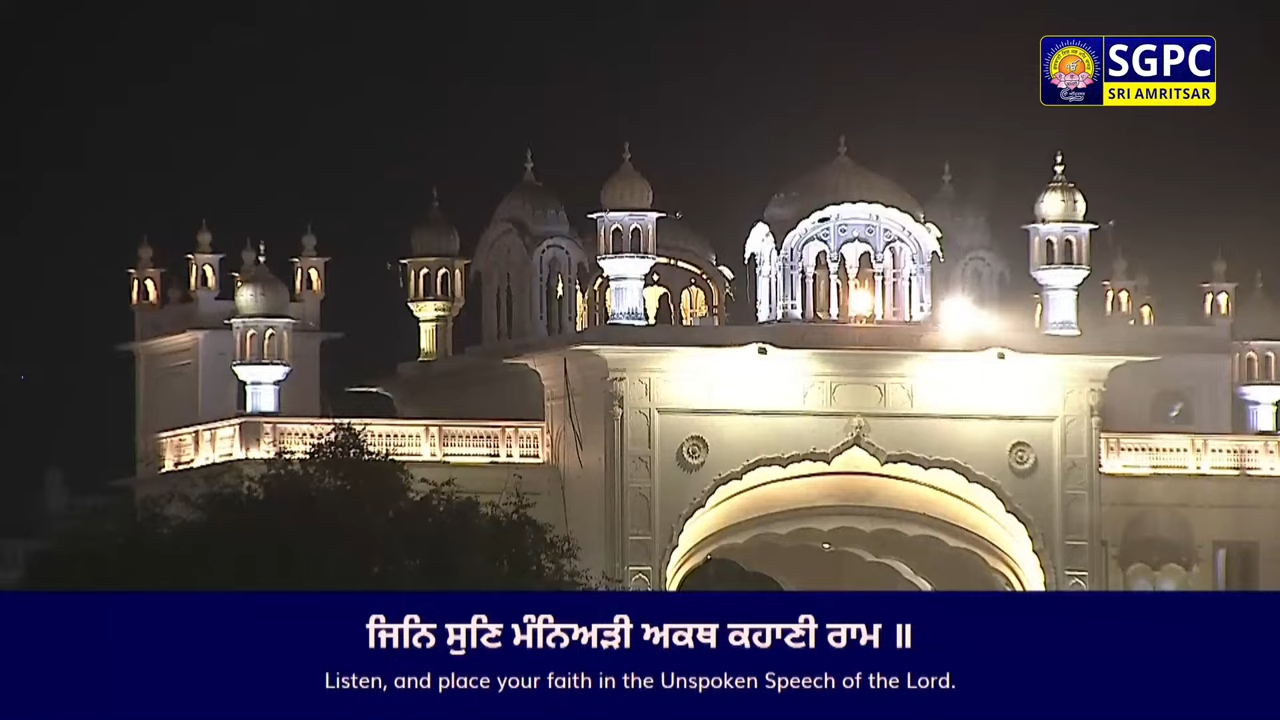 SGPC
SRI AMRITSAR
ਜਿਨਿ ਸੁਣਿ ਮੰਨਿਅੜੀ ਅਕਥ ਕਹਾਣੀ ਰਾਮ ॥
Listen, and place your faith in the Unspoken Speech of the Lord.